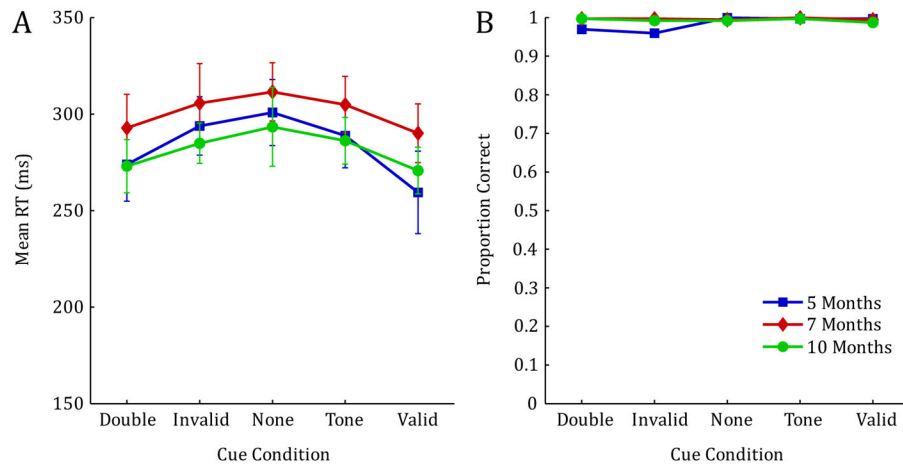 A
350
300
250
200
150
Mean RT (ms)
Double Invalid None Tone Valid
Cue Condition
B
1
0.9
0.8
0.7
0.6
0.5
0.4
0.3
0.2
0.1
0
Proportion Correct
5 Months
7 Months
10 Months
Double Invalid None Tone Valid
Cue Condition